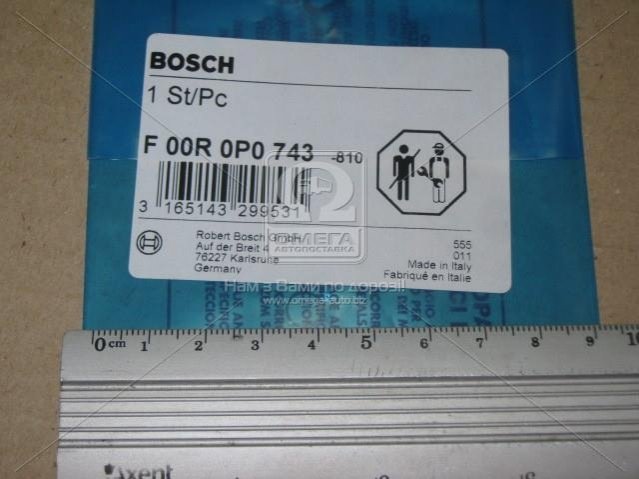 BOSCH
1 St/Pc
F 00R 0P0 743 -810
3 165143 299531
Robert Bosch GmbH
Auf der Breit 4
76227 Karlsruhe
Germany
555
011
Made in Italy
Fabriqué en Italie
ОМЕГА
АВТОПОСТАВКА
Нам з Вами по дорозі!
www.omega-auto.biz
0 cm 1 2 3 4 5 6 7 8 9 10
Axent